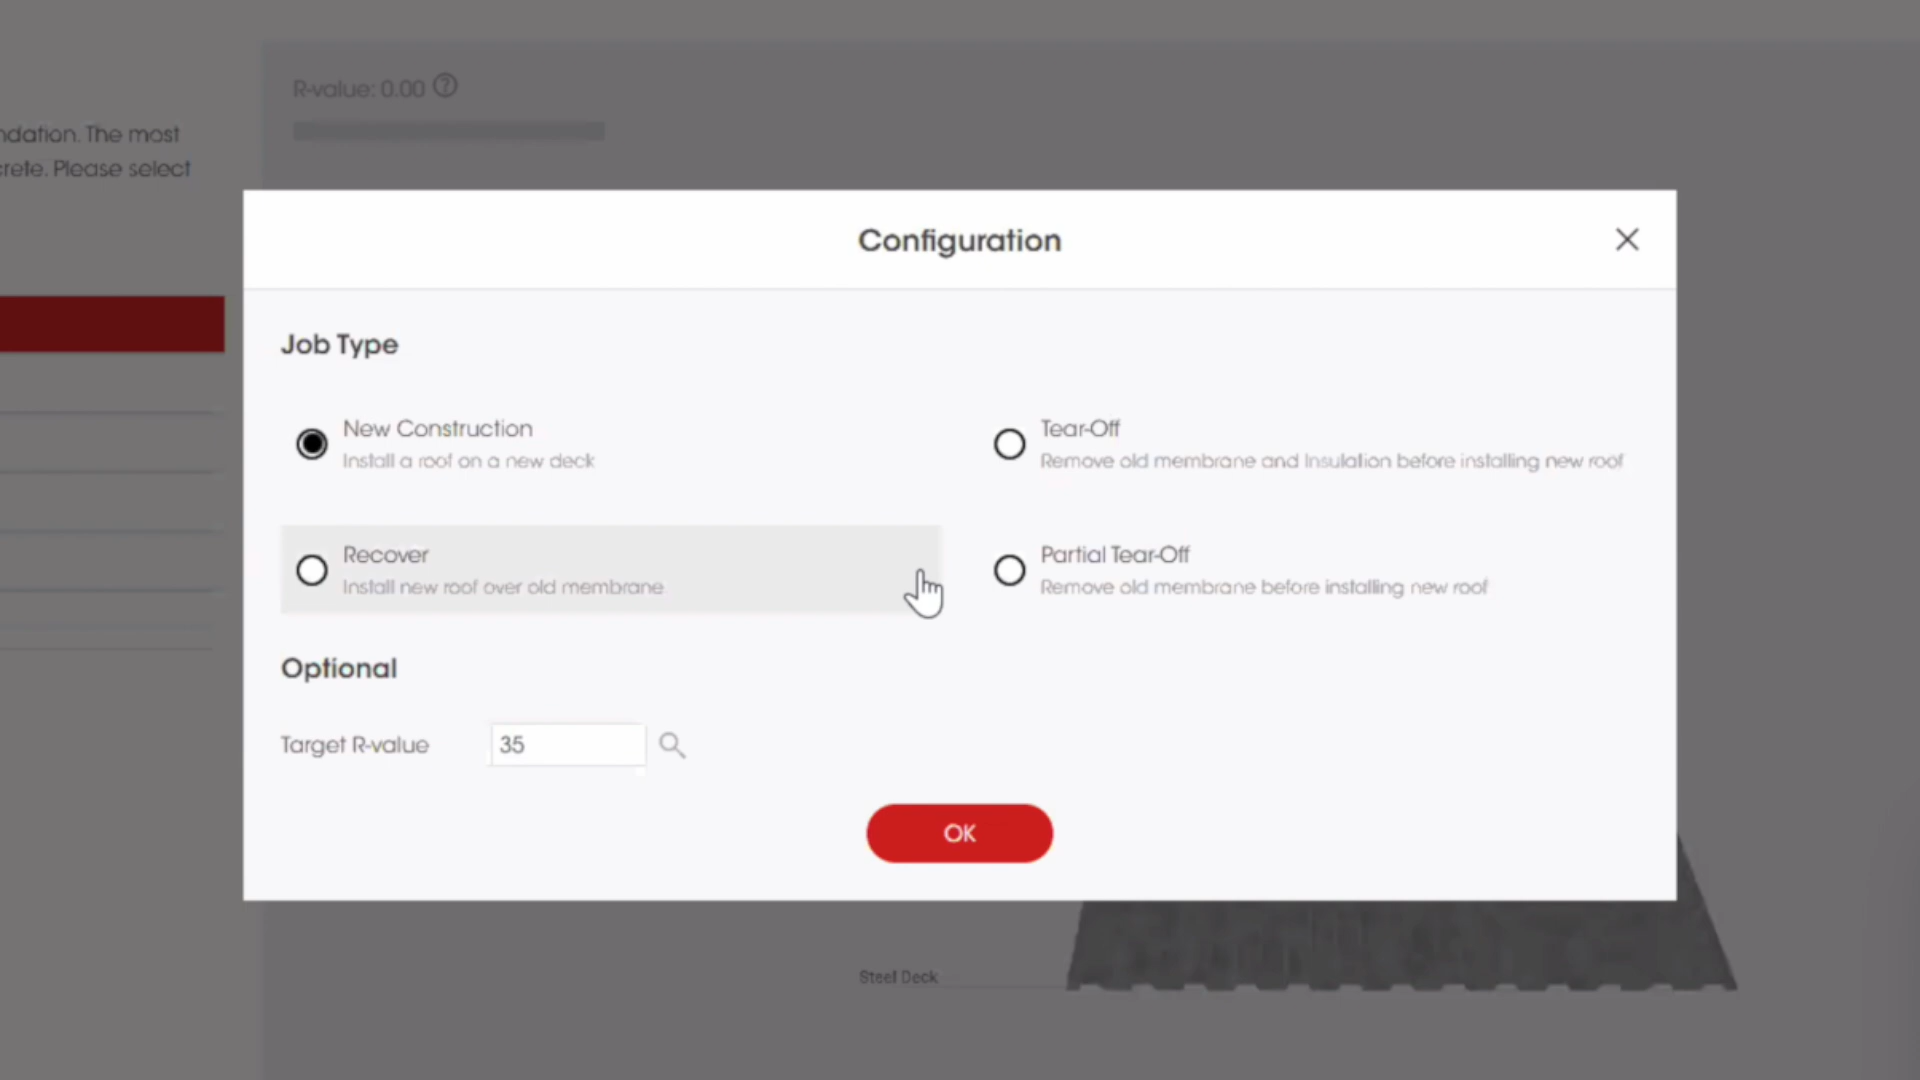 R-value: 0.00 ?
ndation. The most
crete. Please select
Configuration
Job Type
New Construction
Install a roof on a new deck
Tear-Off
Remove old membrane and Insulation before installing new roof
Recover
Install new roof over old membrane
Partial Tear-Off
Remove old membrane before installing new roof
Optional
Target R-value
35
OK
Steel Deck